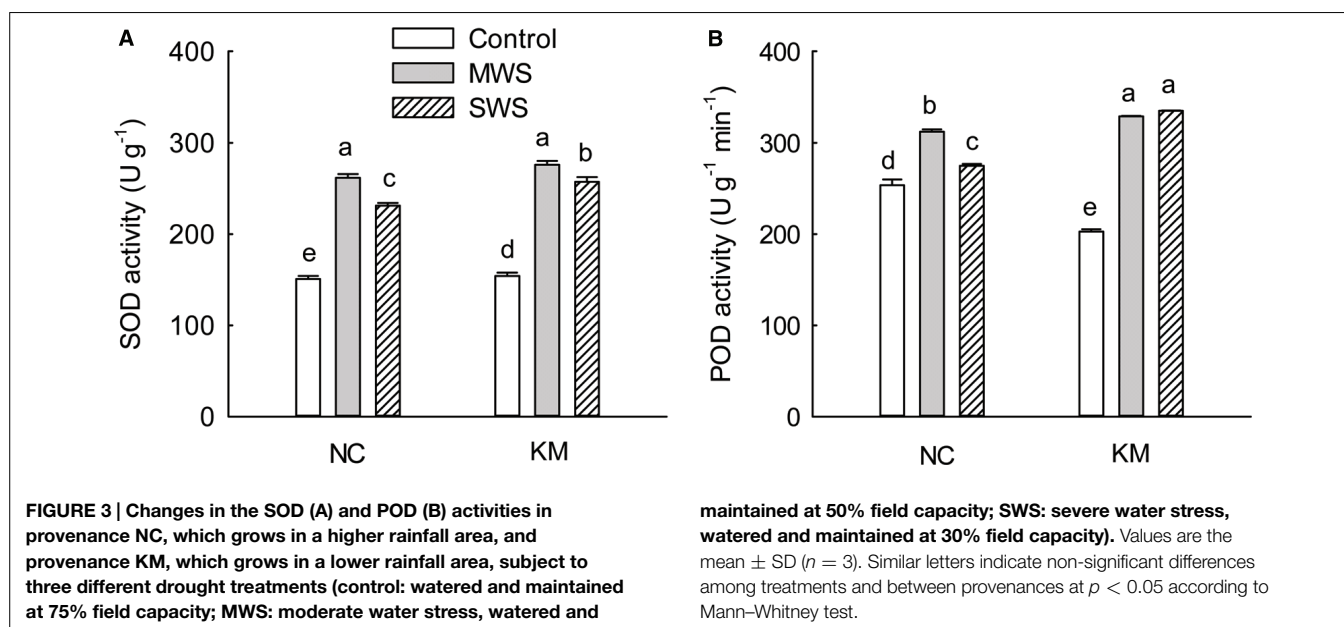 A
Control
MWS
SWS
SOD activity (U g⁻¹)
400
300
200
100
0
e
a
c
d
a
b
NC
KM
B
POD activity (U g⁻¹ min⁻¹)
400
300
200
100
0
d
b
c
e
a
a
NC
KM
FIGURE 3 | Changes in the SOD (A) and POD (B) activities in
provenance NC, which grows in a higher rainfall area, and
provenance KM, which grows in a lower rainfall area, subject to
three different drought treatments (control: watered and maintained
at 75% field capacity; MWS: moderate water stress, watered and
maintained at 50% field capacity; SWS: severe water stress,
watered and maintained at 30% field capacity). Values are the
mean ± SD (n = 3). Similar letters indicate non-significant differences
among treatments and between provenances at p < 0.05 according to
Mann–Whitney test.